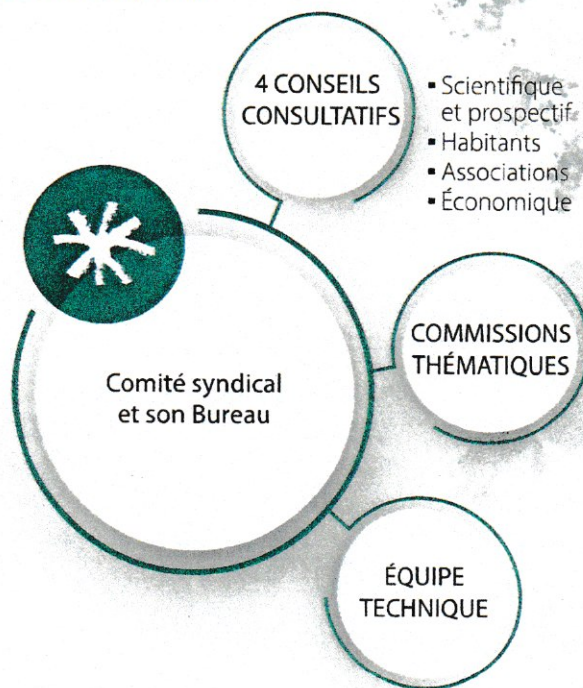 4 CONSEILS
CONSULTATIFS
▪ Scientifique
et prospectif
▪ Habitants
▪ Associations
▪ Économique
COMMISSIONS
THÉMATIQUES
Comité syndical
et son Bureau
ÉQUIPE
TECHNIQUE